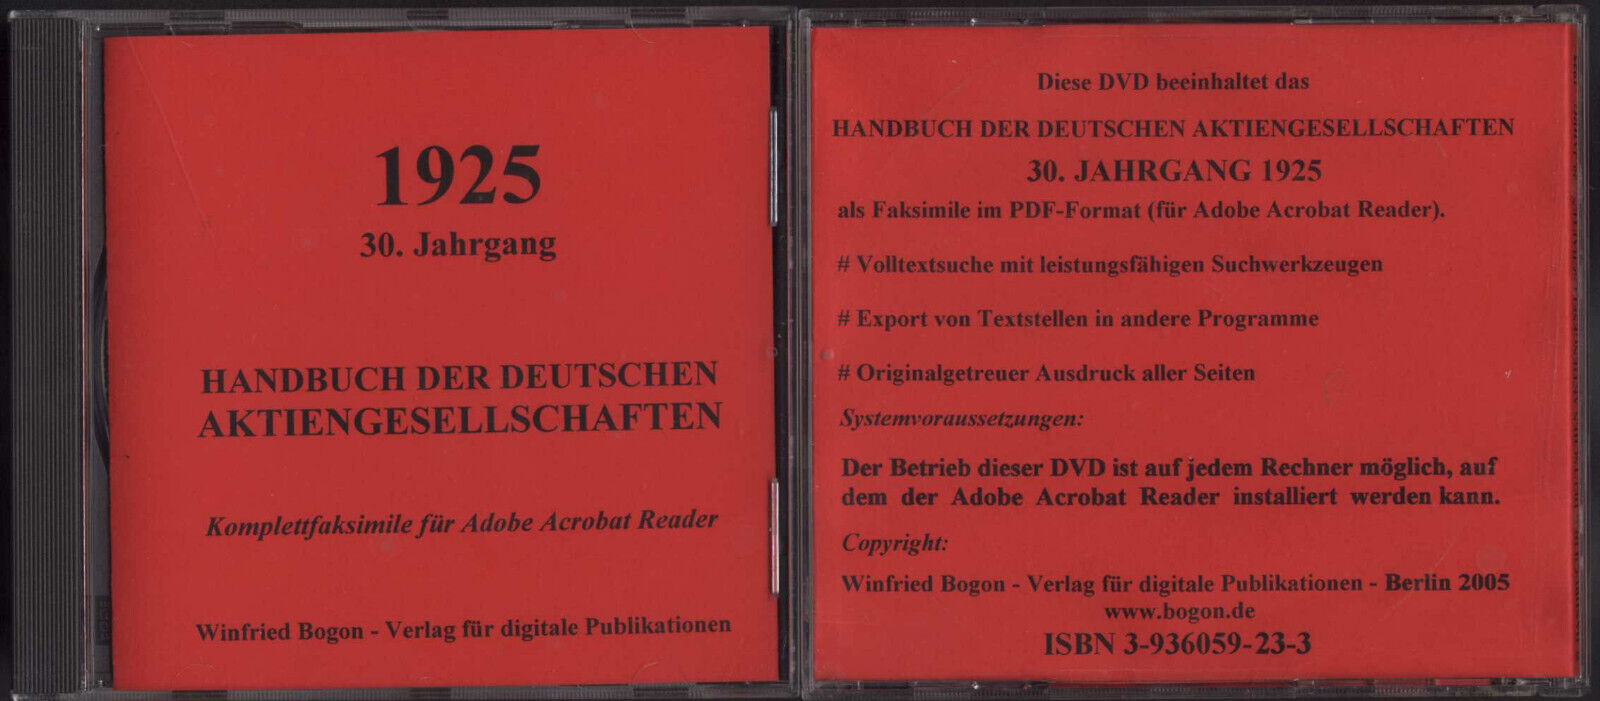 1925
30. Jahrgang
HANDBUCH DER DEUTSCHEN
AKTIENGESELLSCHAFTEN
Komplettfaksimile für Adobe Acrobat Reader
Winfried Bogon - Verlag für digitale Publikationen
Diese DVD beeinhaltet das
HANDBUCH DER DEUTSCHEN AKTIENGESELLSCHAFTEN
30. JAHRGANG 1925
als Faksimile im PDF-Format (für Adobe Acrobat Reader).
# Volltextsuche mit leistungsfähigen Suchwerkzeugen
# Export von Textstellen in andere Programme
# Originalgetreuer Ausdruck aller Seiten
Systemvoraussetzungen:
Der Betrieb dieser DVD ist auf jedem Rechner möglich, auf
dem der Adobe Acrobat Reader installiert werden kann.
Copyright:
Winfried Bogon - Verlag für digitale Publikationen - Berlin 2005
www.bogon.de
ISBN 3-936059-23-3